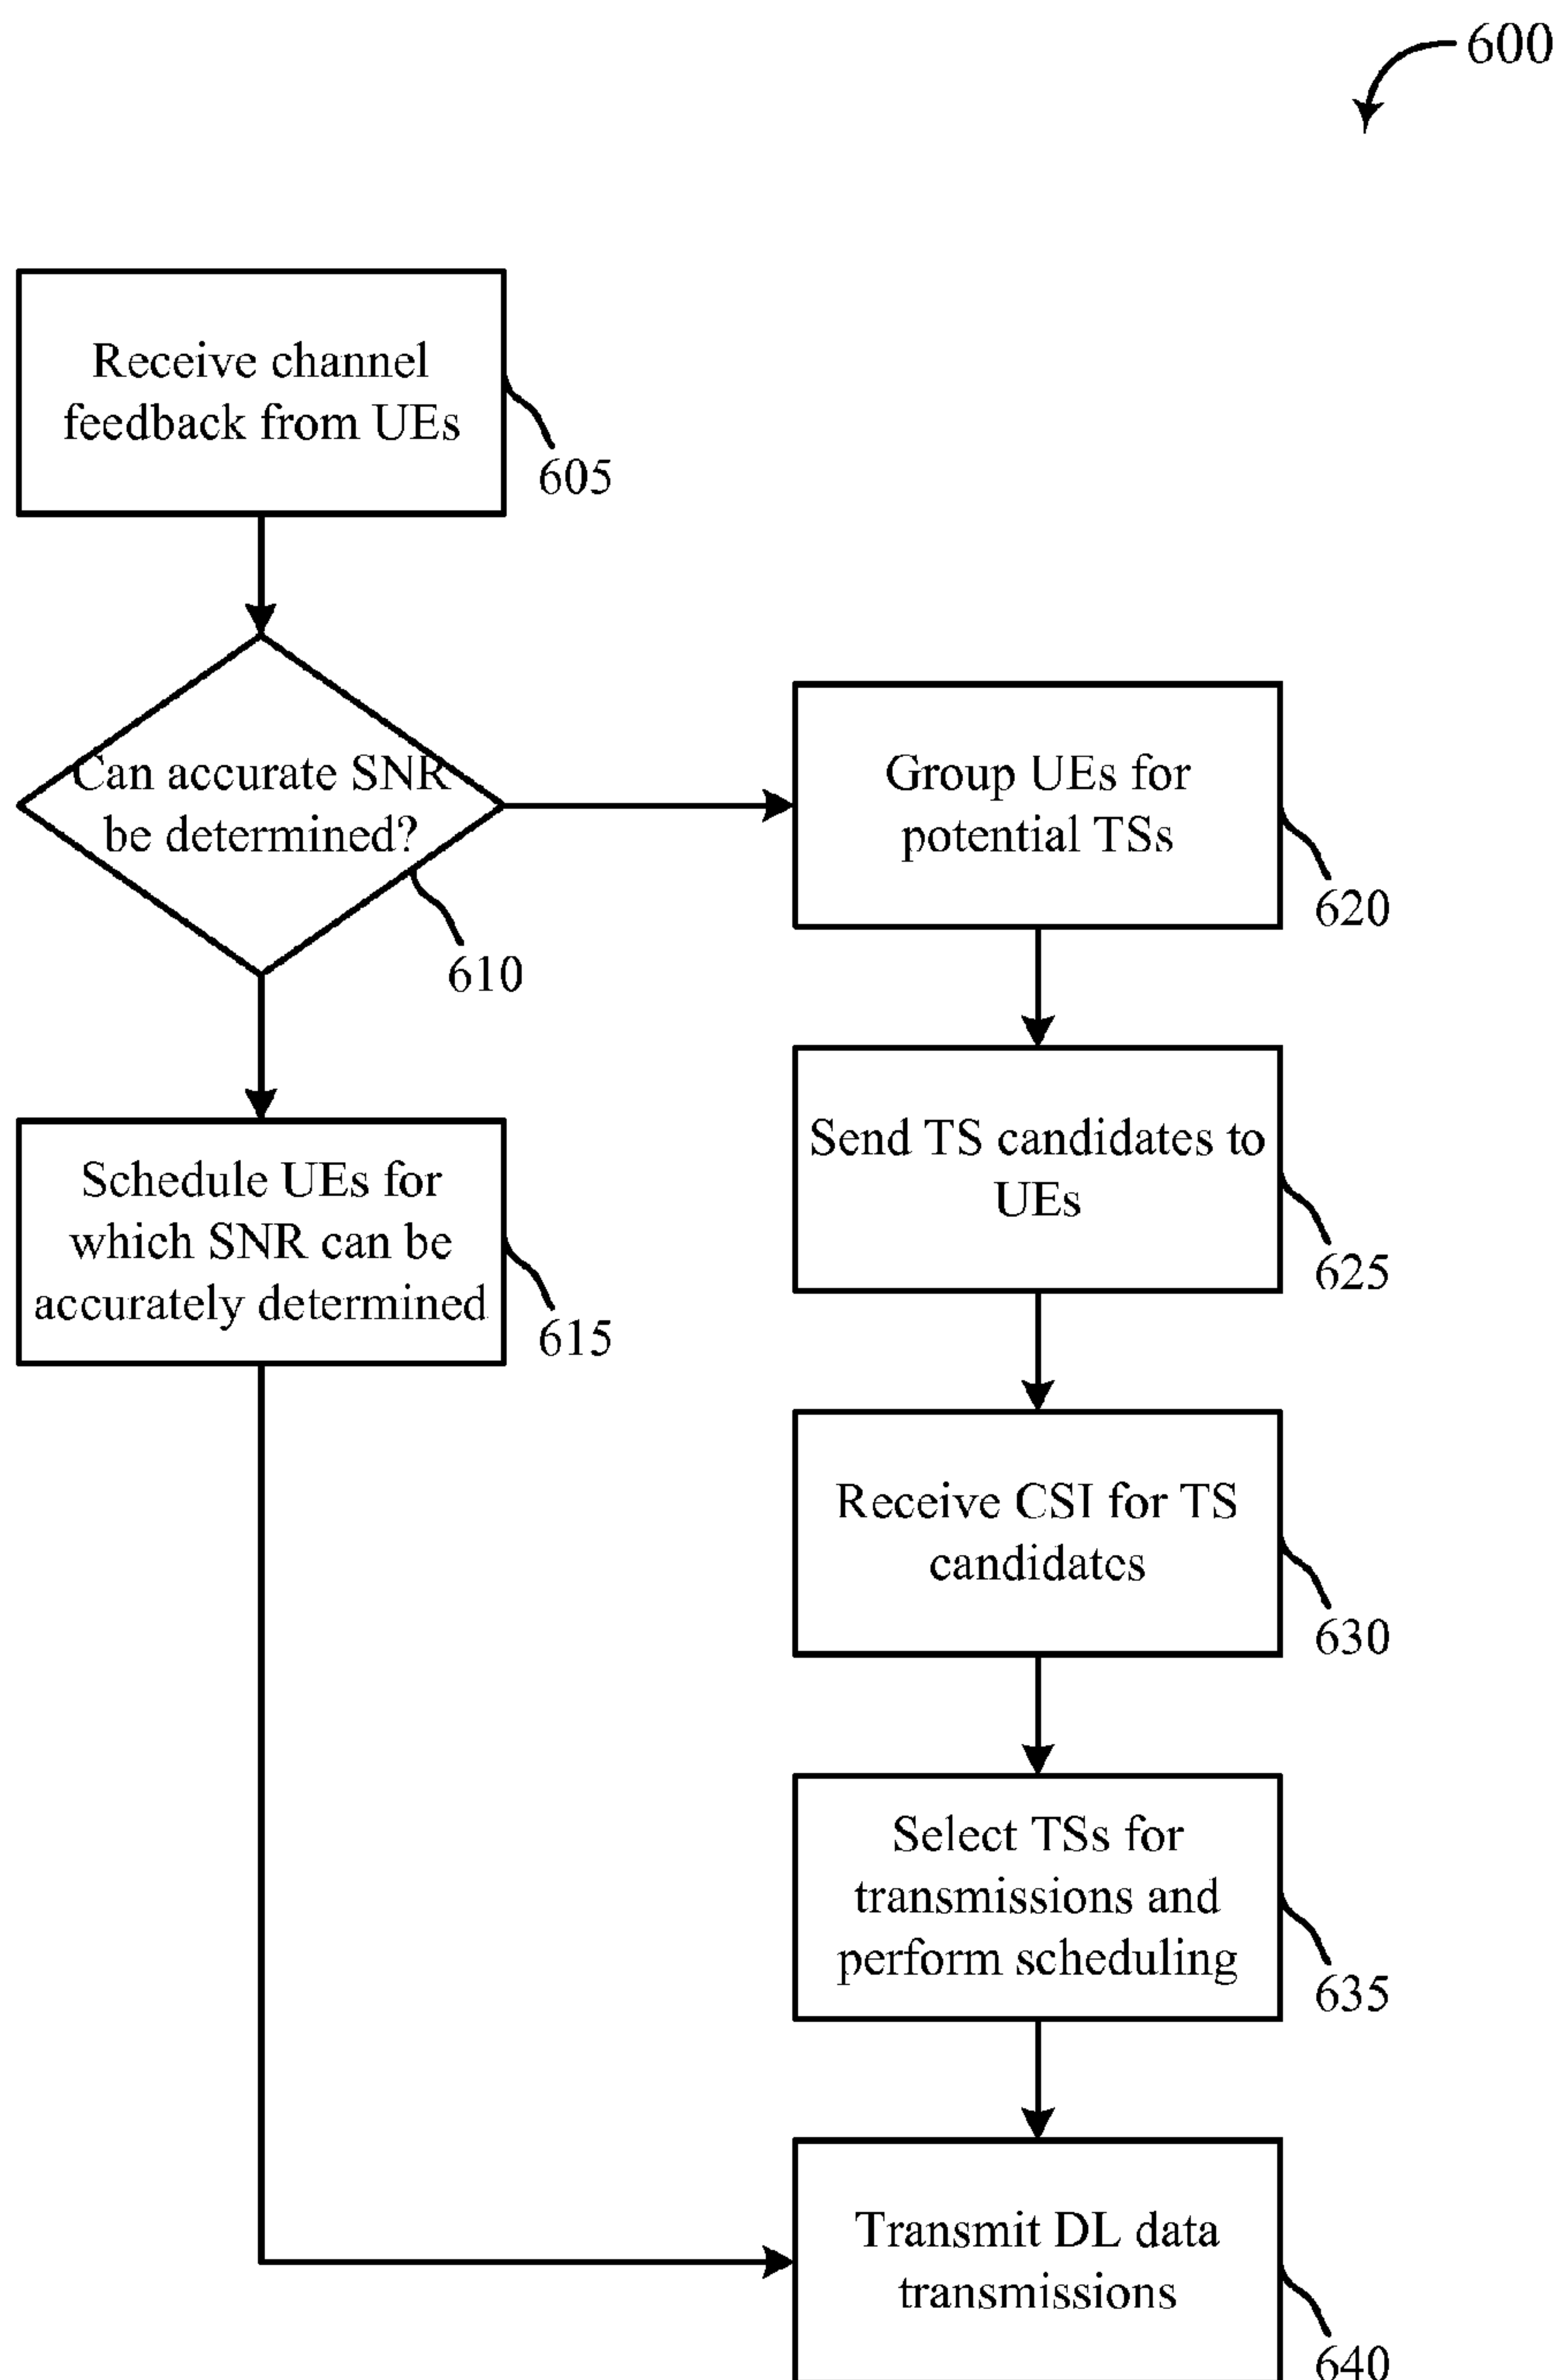 600
Receive channel
feedback from UEs
605
Can accurate SNR
be determined?
610
Schedule UEs for
which SNR can be
accurately determined
615
Group UEs for
potential TSs
620
Send TS candidates to
UEs
625
Receive CSI for TS
candidates
630
Select TSs for
transmissions and
perform scheduling
635
Transmit DL data
transmissions
640